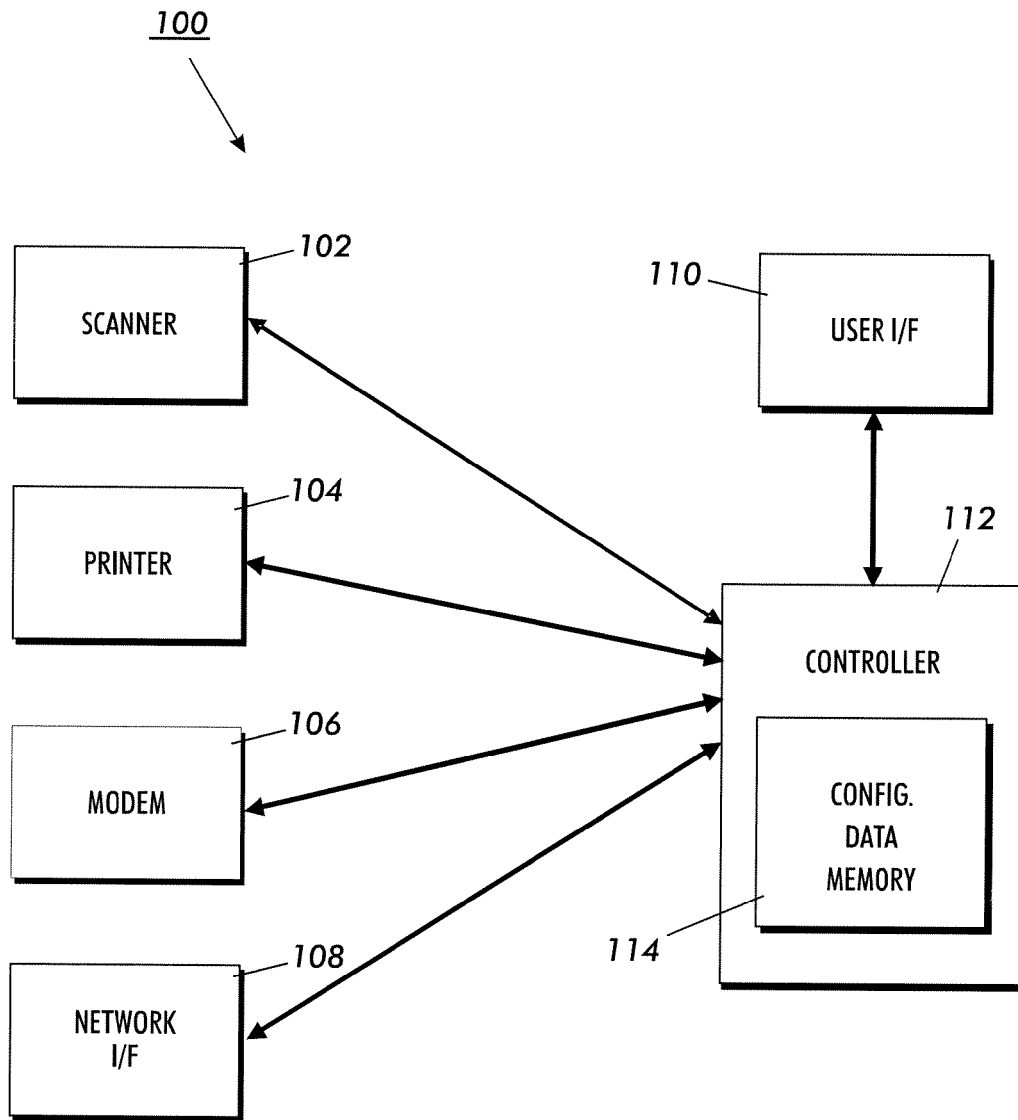 100
102
SCANNER
110
USER I/F
104
PRINTER
112
CONTROLLER
106
MODEM
CONFIG.
DATA
MEMORY
114
108
NETWORK
I/F